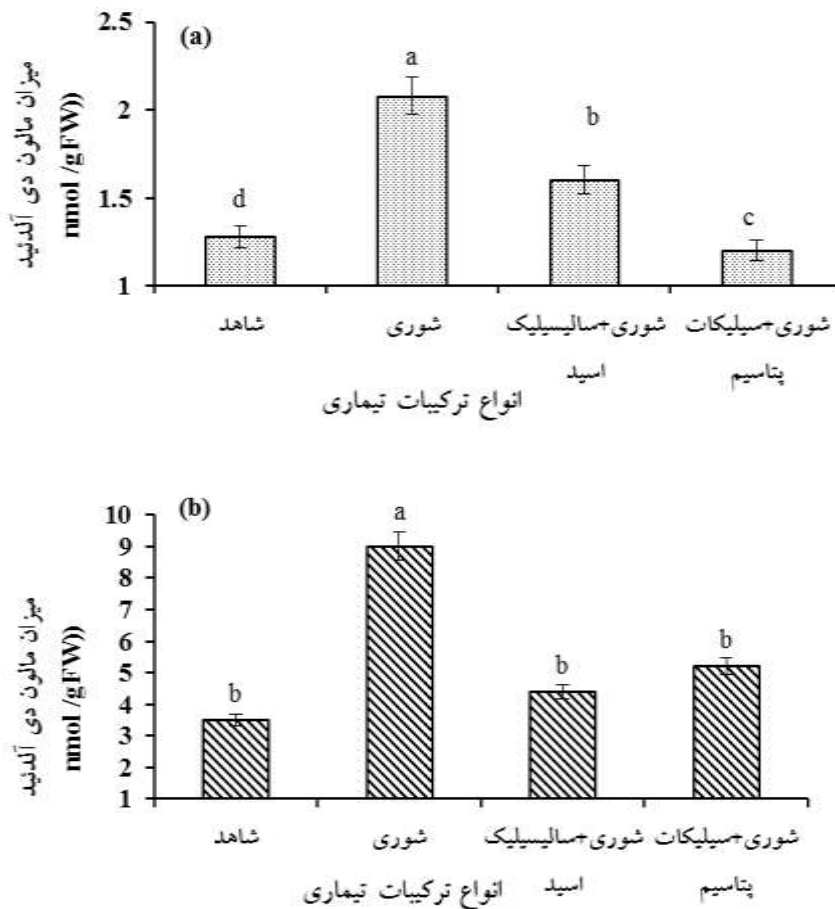 (a)
میزان مالون دی آلدئید
nmol /gFW))
2.5
2
1.5
1
d
a
b
c
شاهد
شوری
شوری+سالیسیلیک اسید
شوری+سیلیکات پتاسیم
انواع ترکیبات تیماری
(b)
میزان مالون دی آلدئید
nmol /gFW))
10
9
8
7
6
5
4
3
2
1
b
a
b
b
شاهد
شوری
شوری+سالیسیلیک اسید
شوری+سیلیکات پتاسیم
انواع ترکیبات تیماری